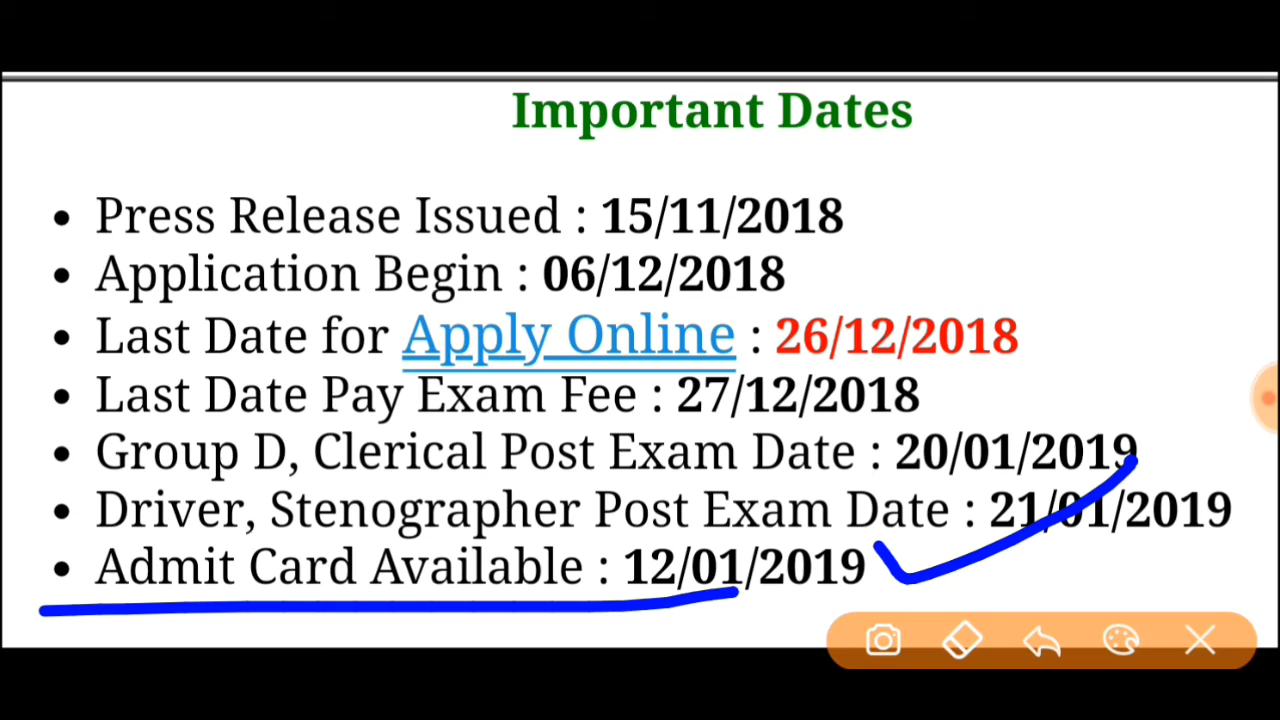 Important Dates
• Press Release Issued : 15/11/2018
• Application Begin : 06/12/2018
• Last Date for Apply Online : 26/12/2018
• Last Date Pay Exam Fee : 27/12/2018
• Group D, Clerical Post Exam Date : 20/01/2019
• Driver, Stenographer Post Exam Date : 21/01/2019
• Admit Card Available : 12/01/2019